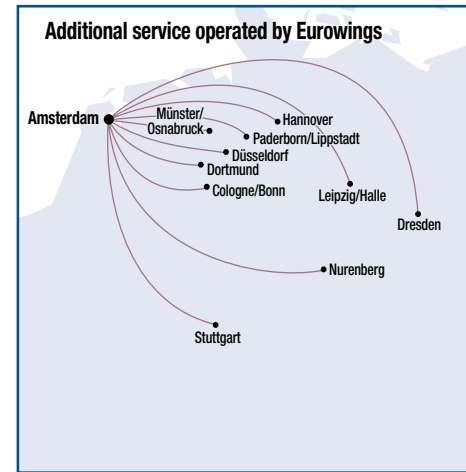 Additional service operated by Eurowings
Amsterdam
Münster/
Osnabruck
Hannover
Paderborn/Lippstadt
Düsseldorf
Dortmund
Cologne/Bonn
Leipzig/Halle
Dresden
Nurenberg
Stuttgart